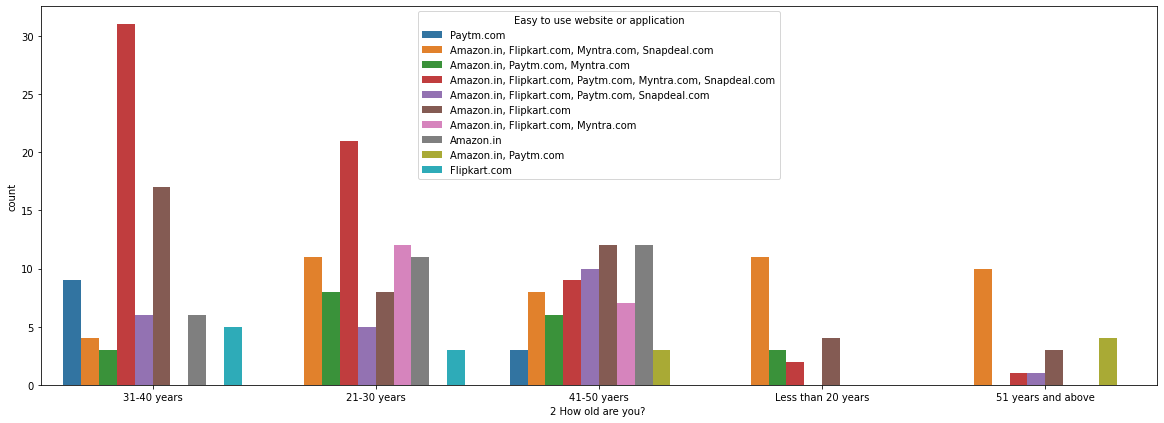 Easy to use website or application
Paytm.com
Amazon.in, Flipkart.com, Myntra.com, Snapdeal.com
Amazon.in, Paytm.com, Myntra.com
Amazon.in, Flipkart.com, Paytm.com, Myntra.com, Snapdeal.com
Amazon.in, Flipkart.com, Paytm.com, Snapdeal.com
Amazon.in, Flipkart.com
Amazon.in, Flipkart.com, Myntra.com
Amazon.in
Amazon.in, Paytm.com
Flipkart.com
30
25
20
15
10
5
0
count
31-40 years
21-30 years
41-50 yaers
Less than 20 years
51 years and above
2 How old are you?